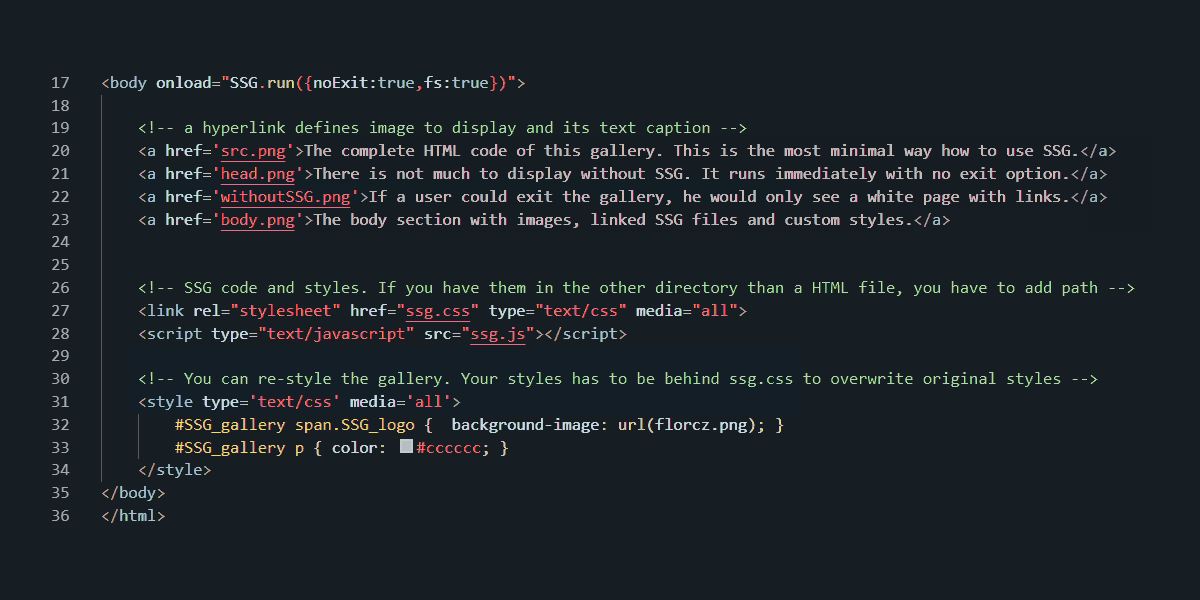 17 <body onload="SSG.run({noExit:true,fs:true})">
18
19 <!-- a hyperlink defines image to display and its text caption -->
20 <a href='src.png'>The complete HTML code of this gallery. This is the most minimal way how to use SSG.</a>
21 <a href='head.png'>There is not much to display without SSG. It runs immediately with no exit option.</a>
22 <a href='withoutSSG.png'>If a user could exit the gallery, he would only see a white page with links.</a>
23 <a href='body.png'>The body section with images, linked SSG files and custom styles.</a>
24
25
26 <!-- SSG code and styles. If you have them in the other directory than a HTML file, you have to add path -->
27 <link rel="stylesheet" href="ssg.css" type="text/css" media="all">
28 <script type="text/javascript" src="ssg.js"></script>
29
30 <!-- You can re-style the gallery. Your styles has to be behind ssg.css to overwrite original styles -->
31 <style type='text/css' media='all'>
32 #SSG_gallery span.SSG_logo {  background-image: url(florcz.png); }
33 #SSG_gallery p { color: #cccccc; }
34 </style>
35 </body>
36 </html>